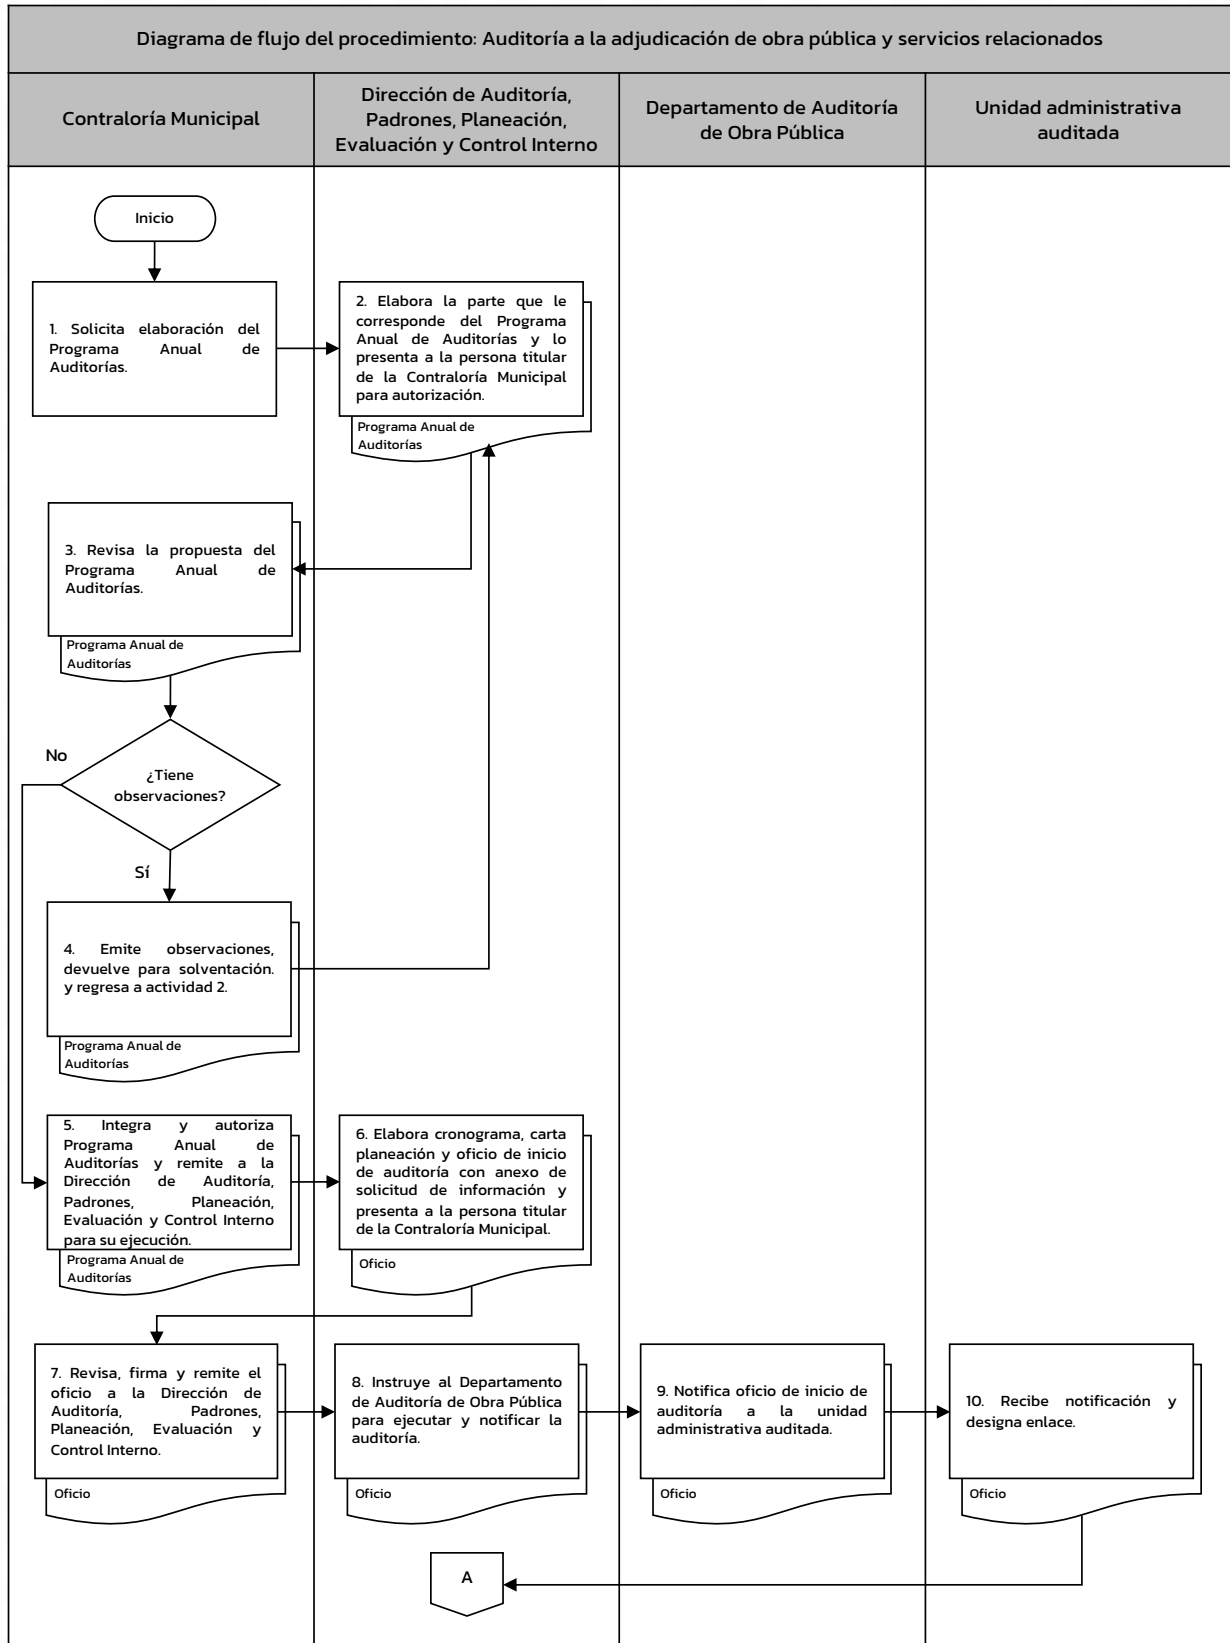 Diagrama de flujo del procedimiento: Auditoría a la adjudicación de obra pública y servicios relacionados
Contraloría Municipal
Dirección de Auditoría,
Padrones, Planeación,
Evaluación y Control Interno
Departamento de Auditoría
de Obra Pública
Unidad administrativa
auditada
Inicio
1. Solicita elaboración del
Programa Anual de
Auditorías.
2. Elabora la parte que le
corresponde del Programa
Anual de Auditorías y lo
presenta a la persona titular
de la Contraloría Municipal
para autorización.
Programa Anual de
Auditorías
3. Revisa la propuesta del
Programa Anual de
Auditorías.
Programa Anual de
Auditorías
No
¿Tiene
observaciones?
Sí
4. Emite observaciones,
devuelve para solventación.
y regresa a actividad 2.
Programa Anual de
Auditorías
5. Integra y autoriza
Programa Anual de
Auditorías y remite a la
Dirección de Auditoría,
Padrones, Planeación,
Evaluación y Control Interno
para su ejecución.
Programa Anual de
Auditorías
6. Elabora cronograma, carta
planeación y oficio de inicio
de auditoría con anexo de
solicitud de información y
presenta a la persona titular
de la Contraloría Municipal.
Oficio
7. Revisa, firma y remite el
oficio a la Dirección de
Auditoría, Padrones,
Planeación, Evaluación y
Control Interno.
Oficio
8. Instruye al Departamento
de Auditoría de Obra Pública
para ejecutar y notificar la
auditoría.
Oficio
9. Notifica oficio de inicio de
auditoría a la unidad
administrativa auditada.
Oficio
10. Recibe notificación y
designa enlace.
Oficio
A